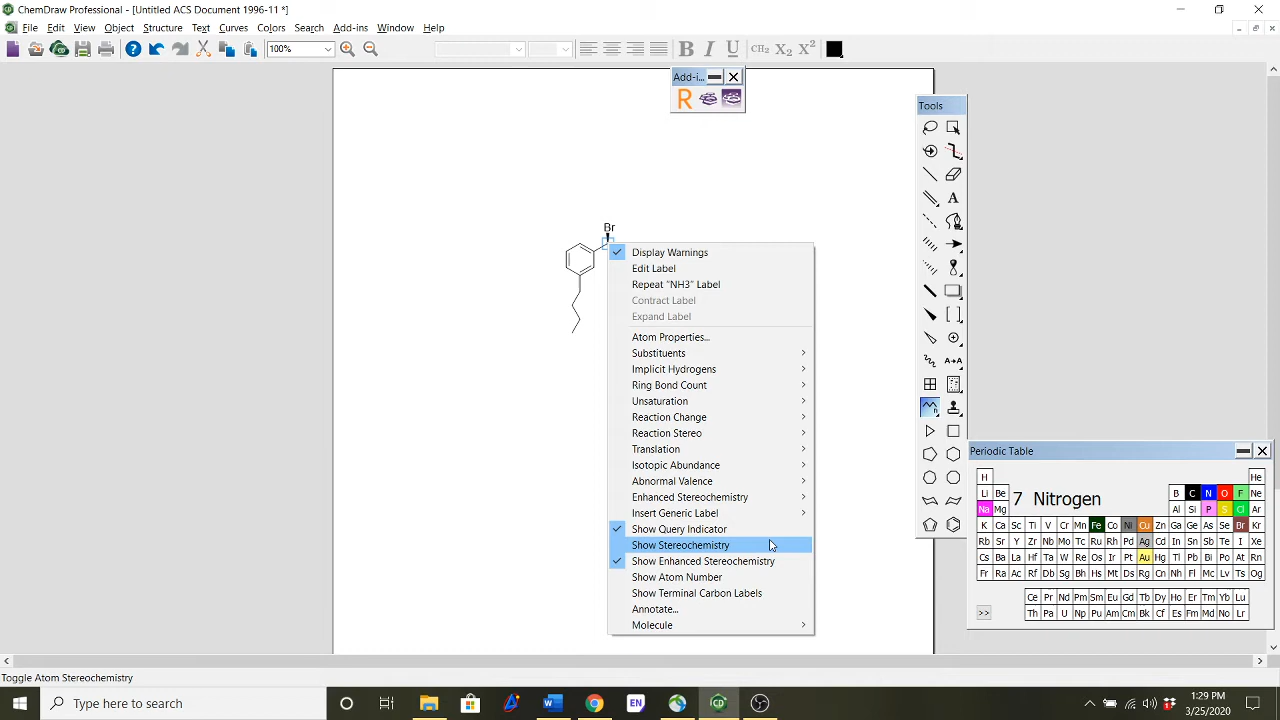 ChemDraw Professional - [Untitled ACS Document 1996-11 *]
File Edit View Object Structure Text Curves Colors Search Add-ins Window Help
100% B I U CH2 X2 X2
Add-i...
R
Tools
A
Br
Display Warnings
Edit Label
Repeat “NH3” Label
Contract Label
Expand Label
Atom Properties...
Substituents
Implicit Hydrogens
Ring Bond Count
Unsaturation
Reaction Change
Reaction Stereo
Translation
Isotopic Abundance
Abnormal Valence
Enhanced Stereochemistry
Insert Generic Label
Show Query Indicator
Show Stereochemistry
Show Enhanced Stereochemistry
Show Atom Number
Show Terminal Carbon Labels
Annotate...
Molecule
Periodic Table
H He
Li Be 7 Nitrogen B C N O F Ne
Na Mg Al Si P S Cl Ar
K Ca Sc Ti V Cr Mn Fe Co Ni Cu Zn Ga Ge As Se Br Kr
Rb Sr Y Zr Nb Mo Tc Ru Rh Pd Ag Cd In Sn Sb Te I Xe
Cs Ba La Hf Ta W Re Os Ir Pt Au Hg Tl Pb Bi Po At Rn
Fr Ra Ac Rf Db Sg Bh Hs Mt Ds Rg Cn Nh Fl Mc Lv Ts Og
>> Ce Pr Nd Pm Sm Eu Gd Tb Dy Ho Er Tm Yb Lu
Th Pa U Np Pu Am Cm Bk Cf Es Fm Md No Lr
Toggle Atom Stereochemistry
Type here to search
EN
1:29 PM
3/25/2020